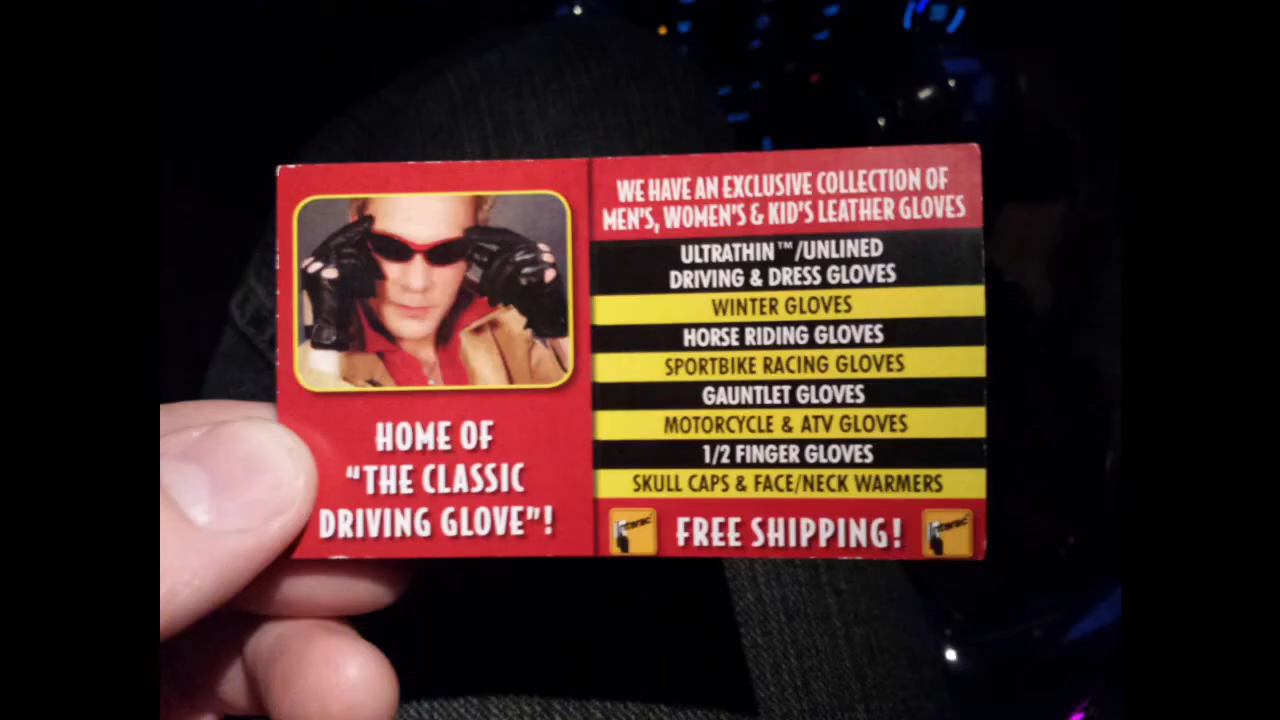 HOME OF
"THE CLASSIC
DRIVING GLOVE"!
WE HAVE AN EXCLUSIVE COLLECTION OF
MEN'S, WOMEN'S & KID'S LEATHER GLOVES
ULTRATHIN™/UNLINED
DRIVING & DRESS GLOVES
WINTER GLOVES
HORSE RIDING GLOVES
SPORTBIKE RACING GLOVES
GAUNTLET GLOVES
MOTORCYCLE & ATV GLOVES
1/2 FINGER GLOVES
SKULL CAPS & FACE/NECK WARMERS
Interac
FREE SHIPPING!
Interac